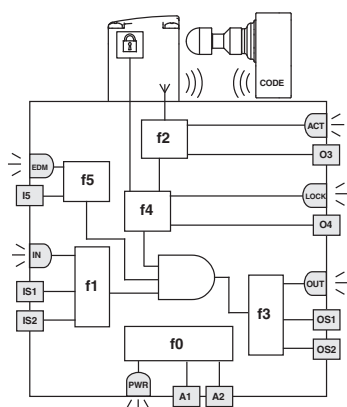 CODE
f2
ACT
O3
EDM
f5
I5
f4
LOCK
O4
IN
f1
IS1
IS2
OUT
f3
OS1
OS2
f0
PWR
A1
A2